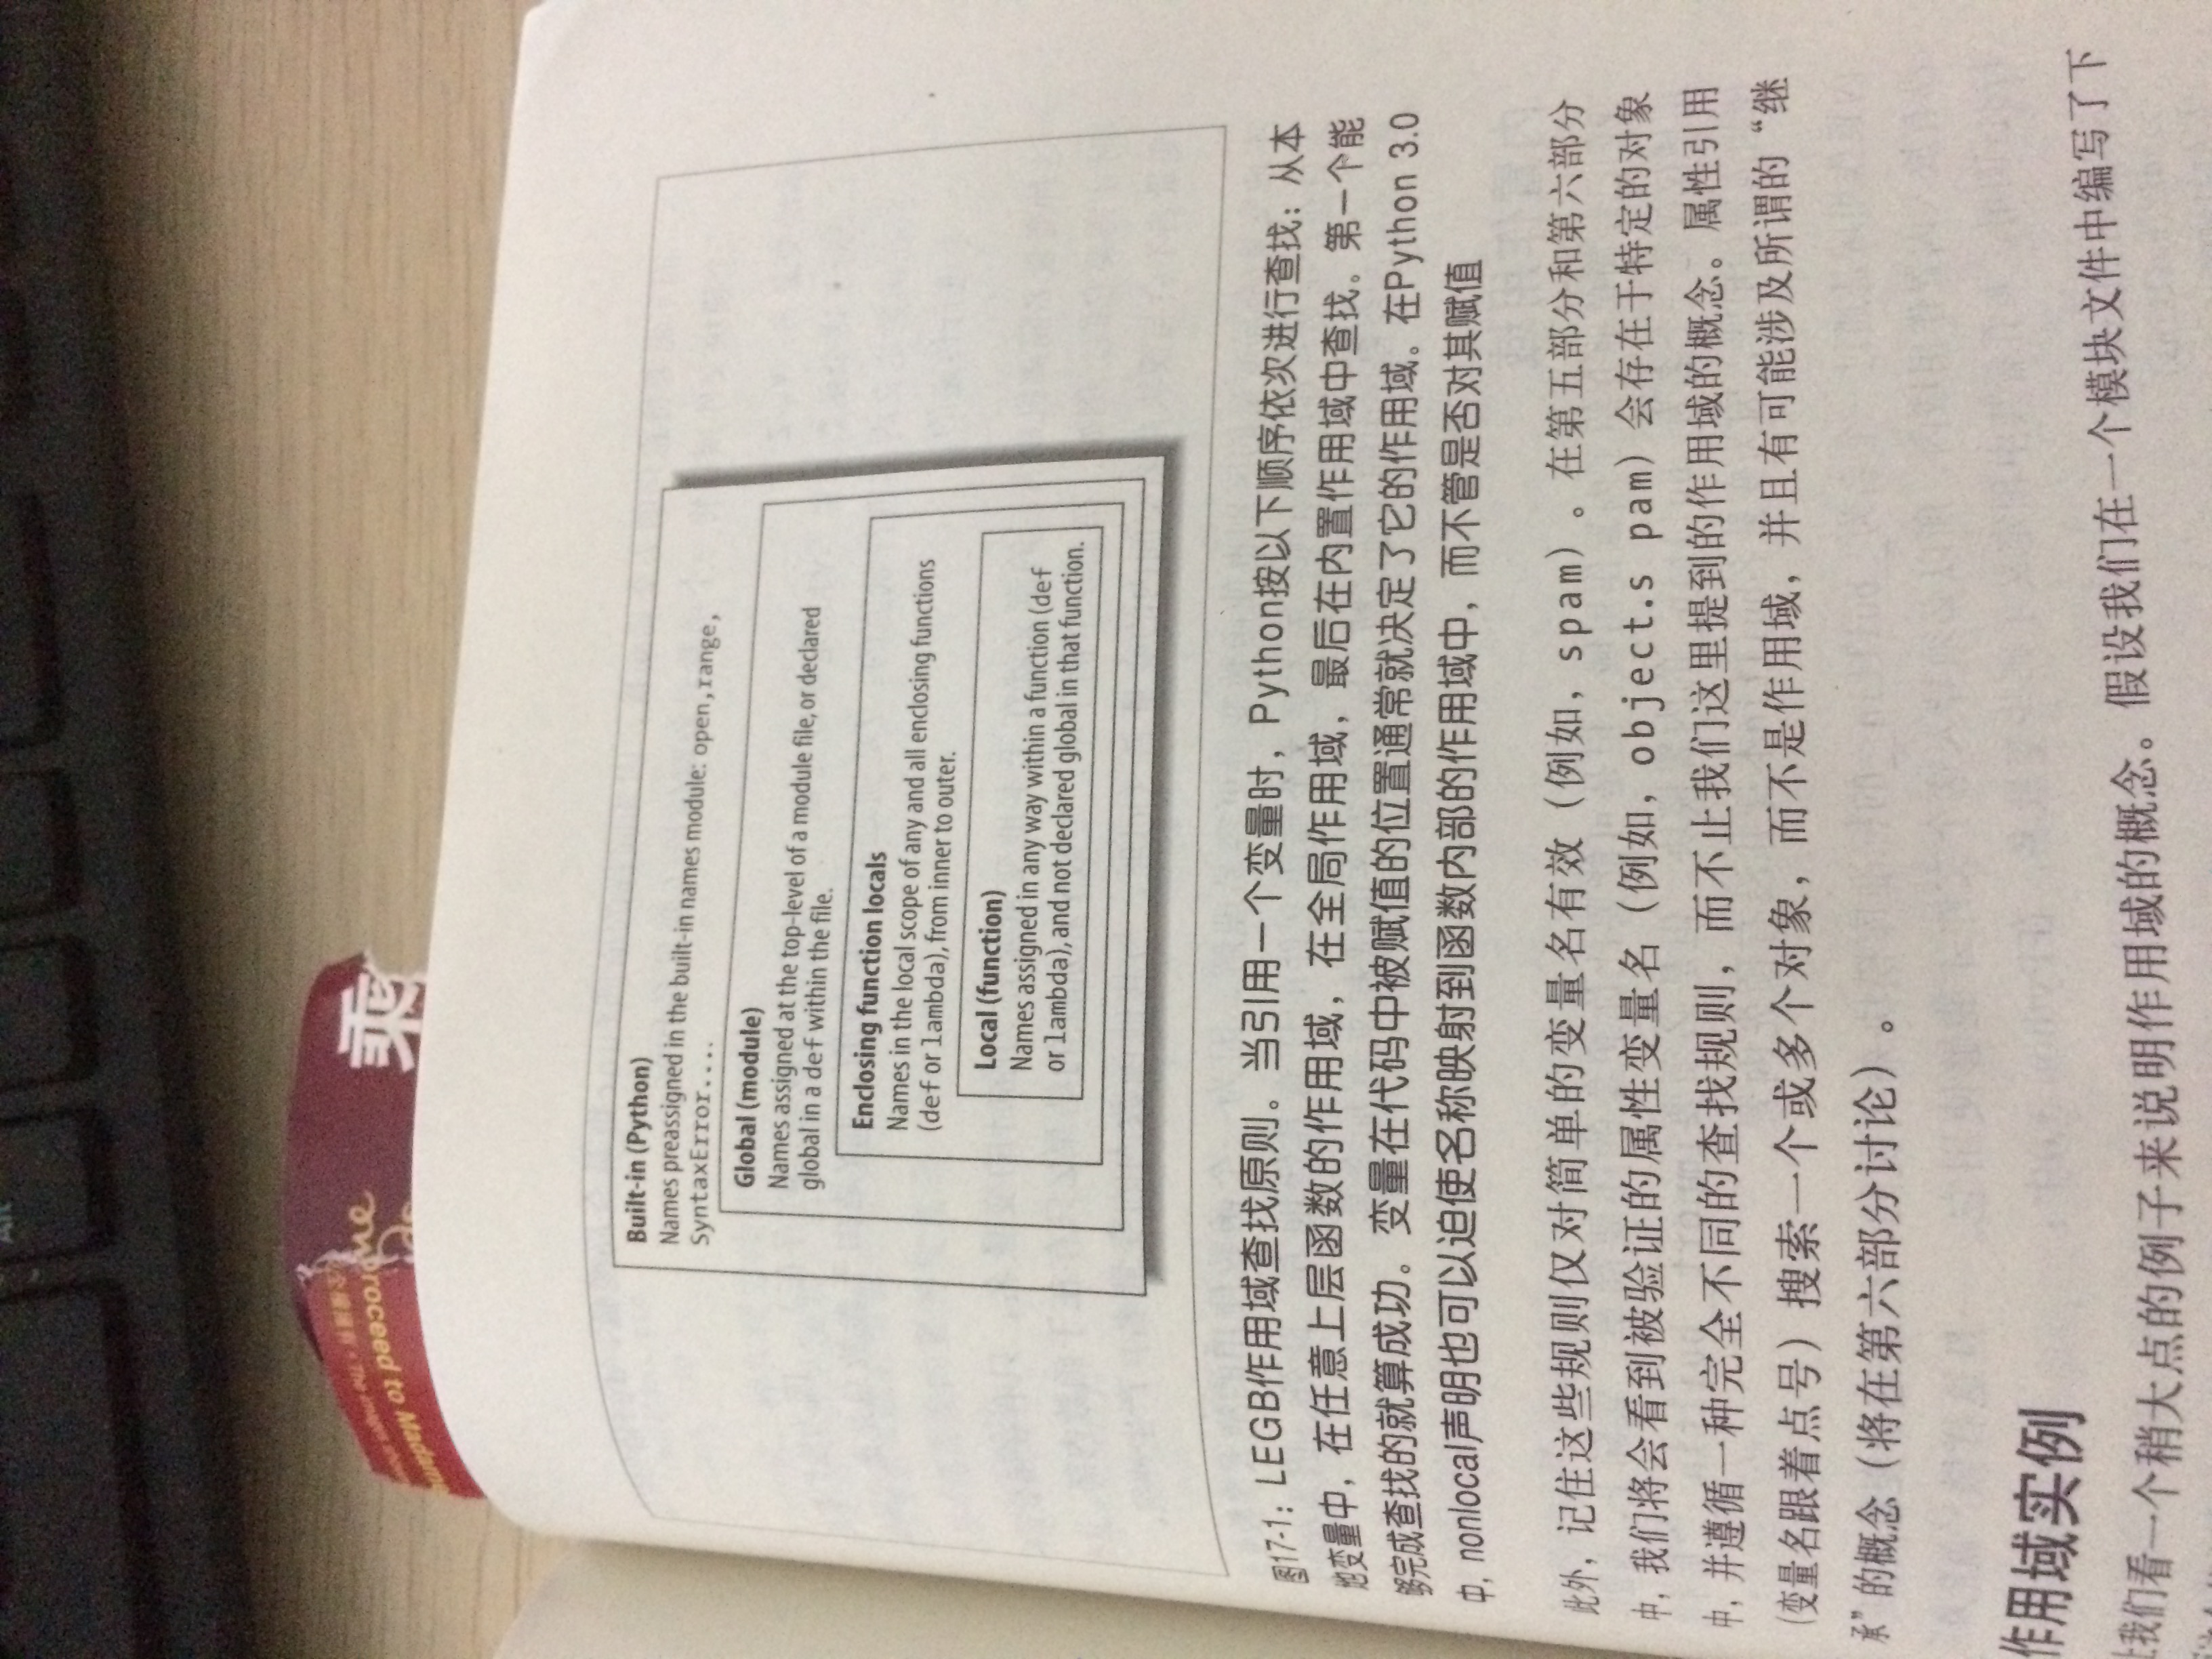 乘
proceed to Madame
Built-in (Python)
Names preassigned in the built-in names module: open,range,
SyntaxError....
Global (module)
Names assigned at the top-level of a module file, or declared
global in a def within the file.
Enclosing function locals
Names in the local scope of any and all enclosing functions
(def or lambda), from inner to outer.
Local (function)
Names assigned in any way within a function (def
or lambda), and not declared global in that function.
图17-1：LEGB作用域查找原则。当引用一个变量时，Python按以下顺序依次进行查找：从本
地变量中，在任意上层函数的作用域，在全局作用域，最后在内置作用域中查找。第一个能
够完成查找的就算成功。变量在代码中被赋值的位置通常就决定了它的作用域。在Python 3.0
中，nonlocal声明也可以迫使名称映射到函数内部的作用域中，而不管是否对其赋值
此外，记住这些规则仅对简单的变量名有效（例如，spam）。在第五部分和第六部分
中，我们将会看到被验证的属性变量名（例如，object.s pam）会存在于特定的对象
中，并遵循一种完全不同的查找规则，而不止我们这里提到的作用域的概念。属性引用
（变量名跟着点号）搜索一个或多个对象，而不是作用域，并且有可能涉及所谓的“继
承”的概念（将在第六部分讨论）。
作用域实例
让我们看一个稍大点的例子来说明作用域的概念。假设我们在一个模块文件中编写了下